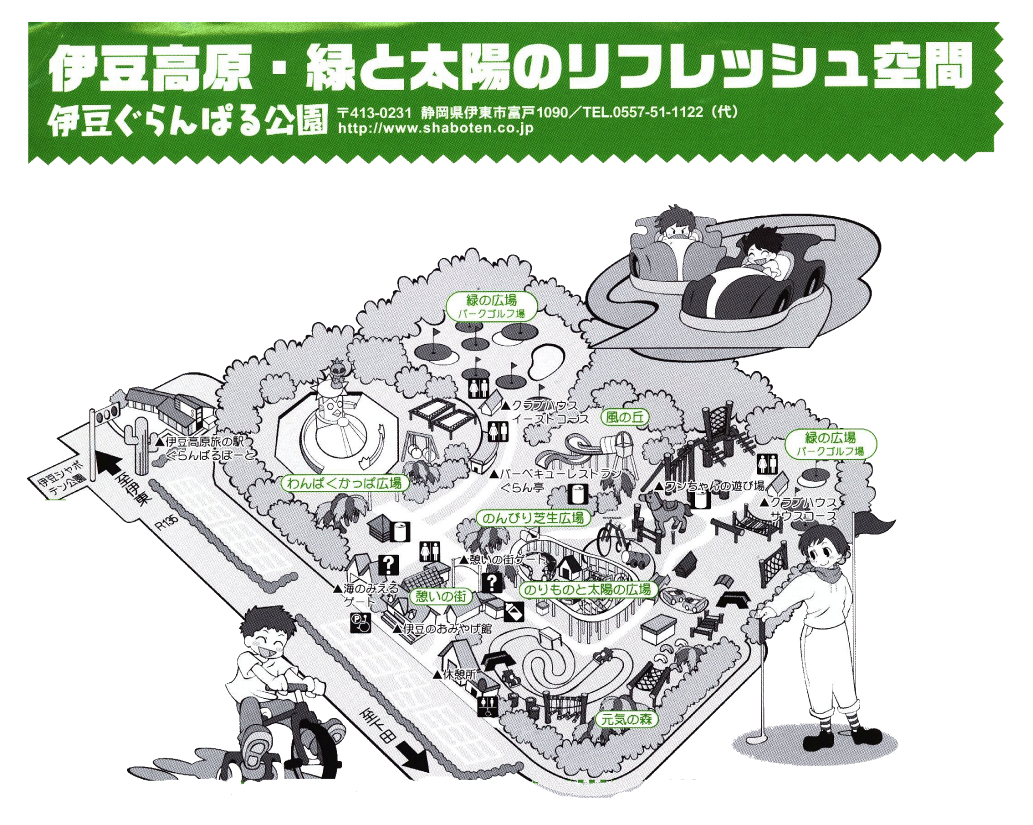 伊豆高原・緑と太陽のリフレッシュ空間
伊豆ぐらんぱる公園
〒413-0231 静岡県伊東市富戸1090／TEL.0557-51-1122（代）
http://www.shaboten.co.jp
緑の広場
パークゴルフ場
▲クラブハウス
イーストコース
風の丘
緑の広場
パークゴルフ場
▲伊豆高原旅の駅
ぐらんぱるぽーと
伊豆シャボ
テン公園
至伊東
R135
わんぱくかっぱ広場
▲バーベキューレストラン
ぐらん亭
▲ワンちゃんの遊び場
▲クラブハウス
サウスコース
のんびり芝生広場
▲憩いの街ゲート
?
?
▲海のみえる
ゲート
憩いの街
のりものと太陽の広場
P
▲伊豆のおみやげ館
▲休憩所
元気の森
至下田